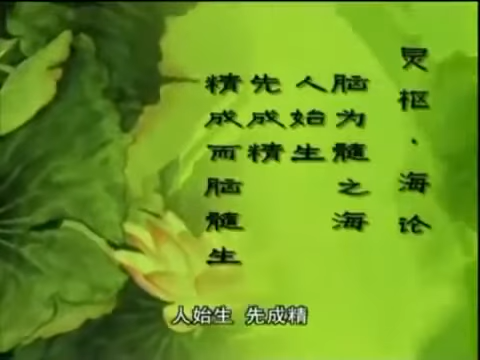 灵枢·海论
脑为髓之海
人始生
先成精
精成而脑髓生
人始生 先成精